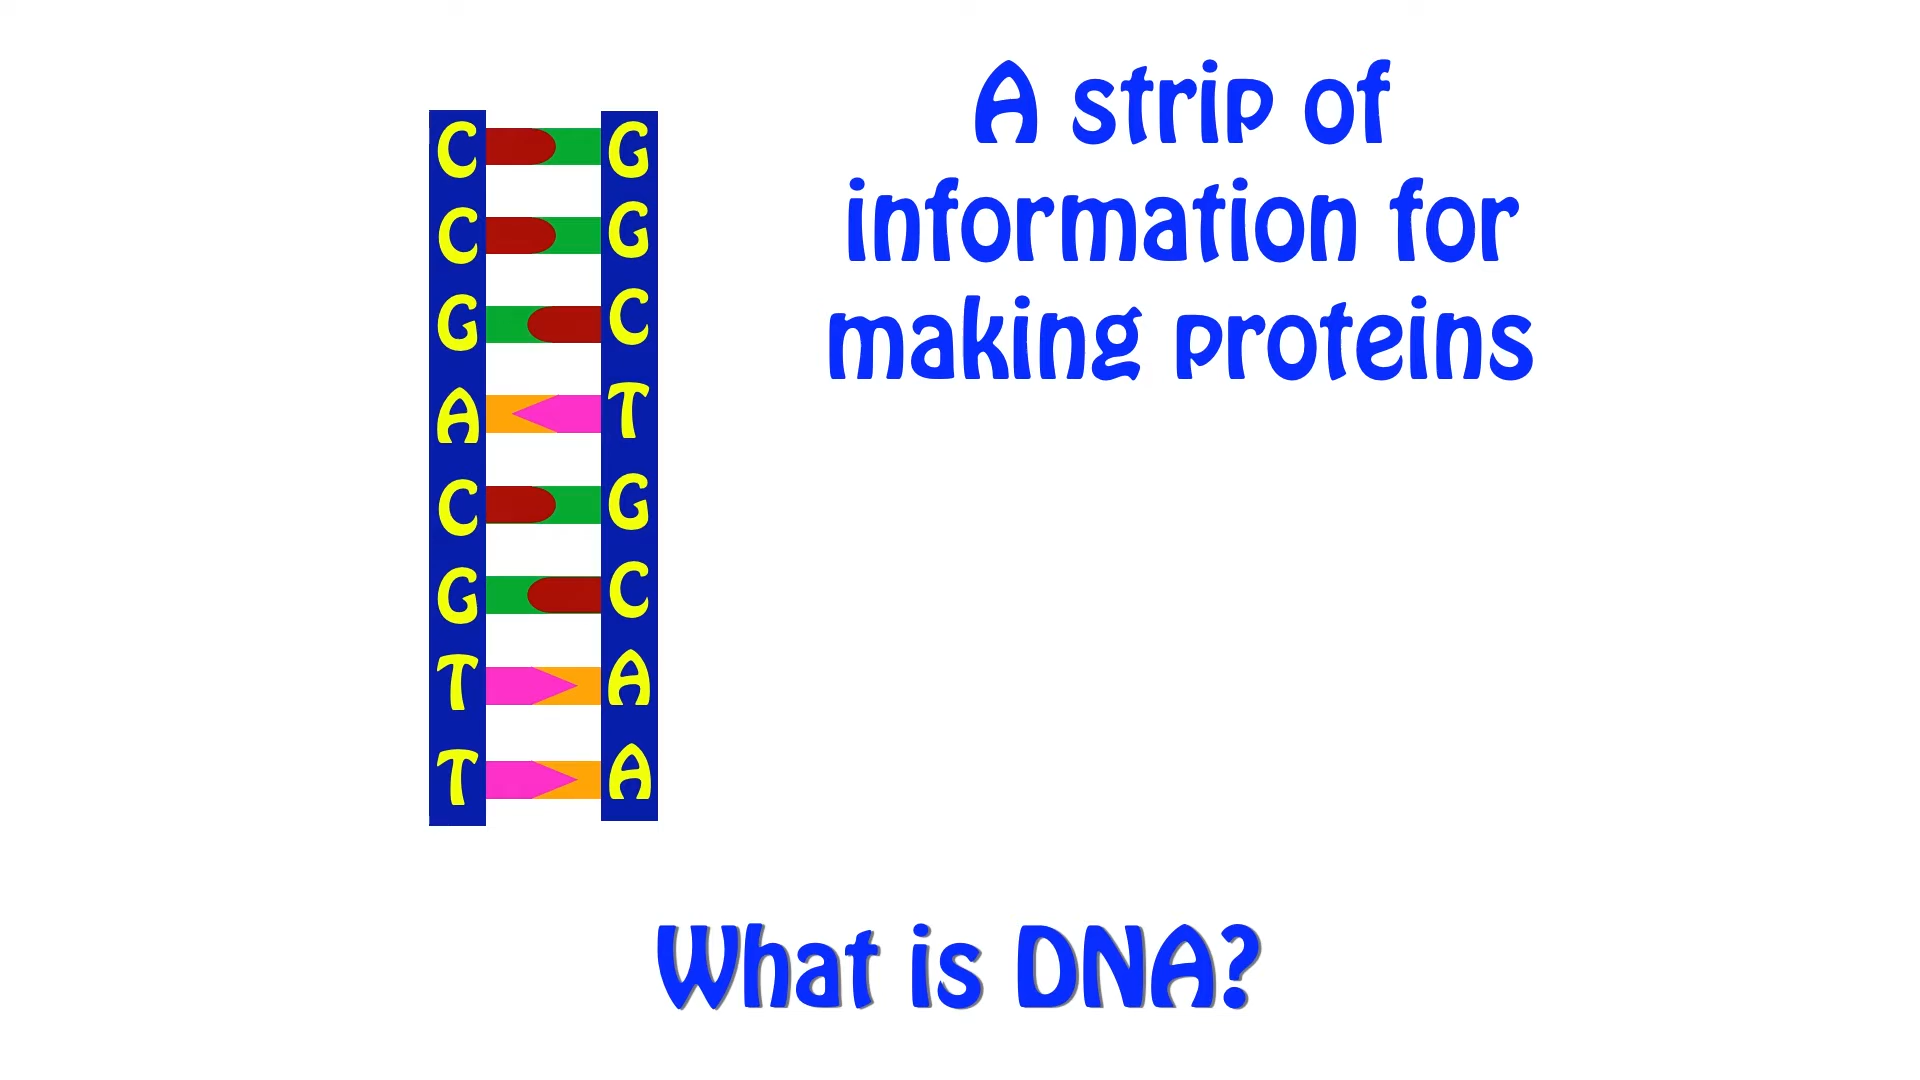 C G
C G
G C
A T
C G
G C
T A
T A
A strip of
information for
making proteins
What is DNA?